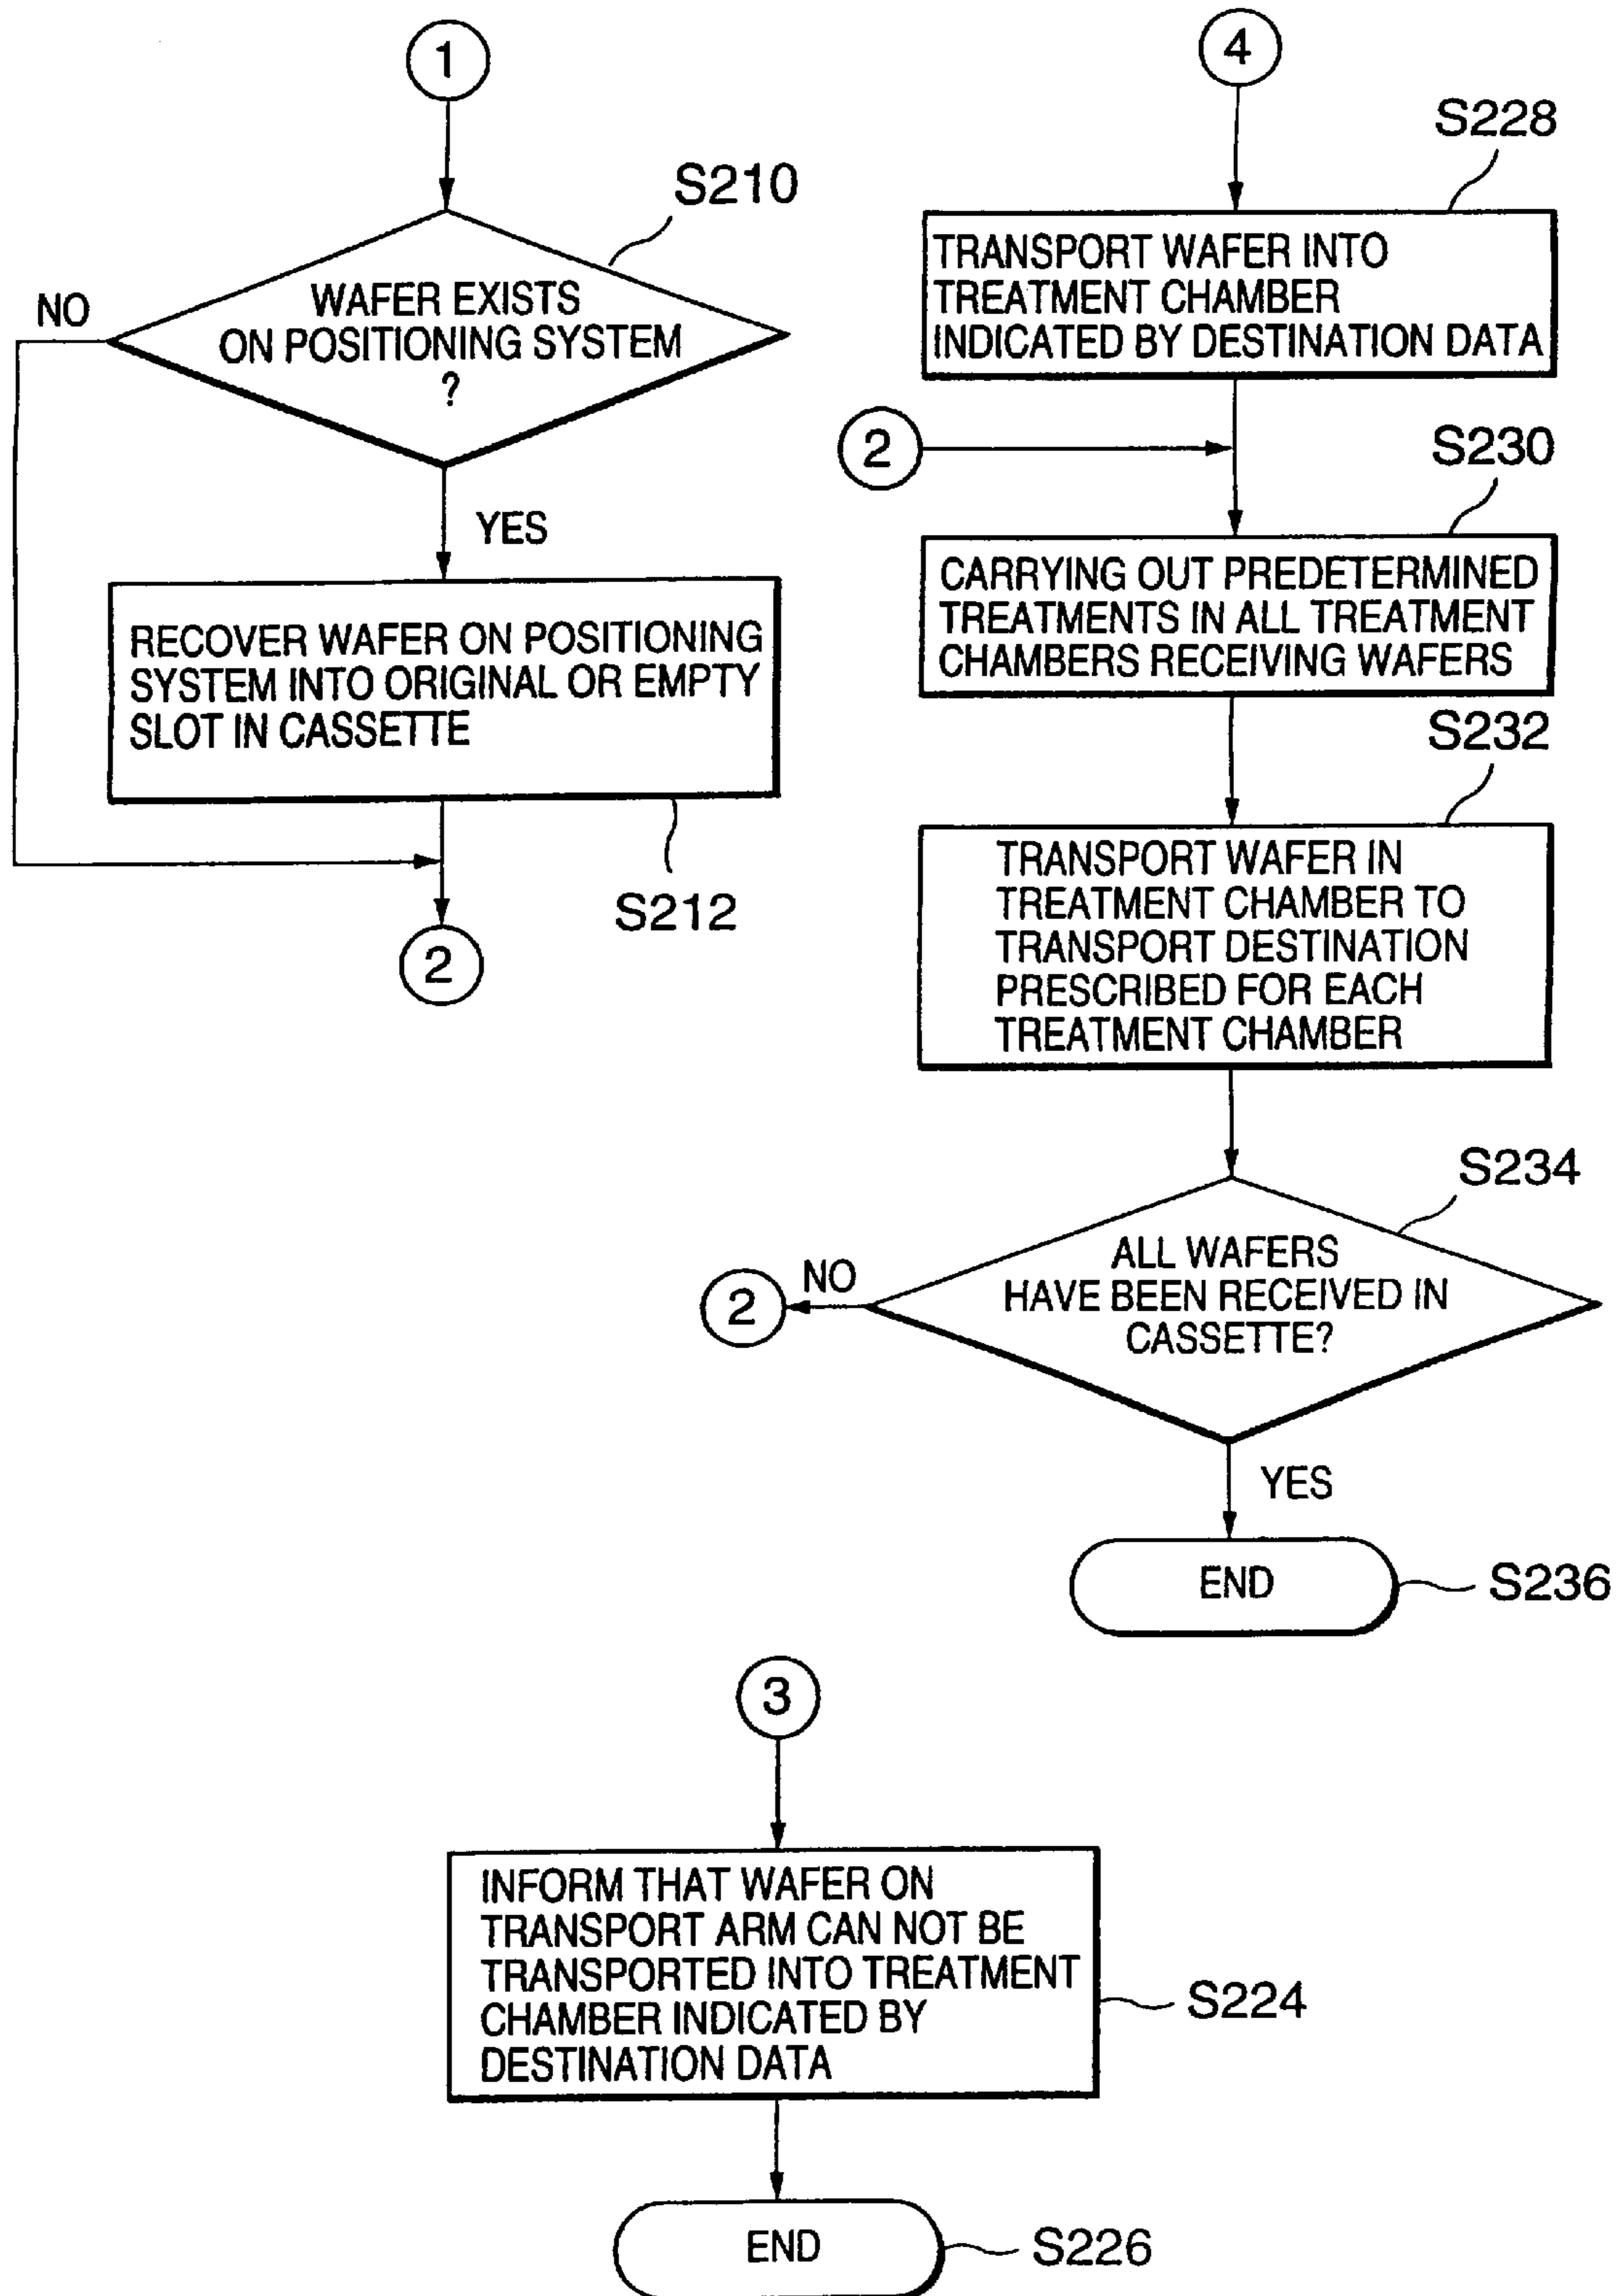 1
S210
WAFER EXISTS
ON POSITIONING SYSTEM
?
NO
YES
RECOVER WAFER ON POSITIONING
SYSTEM INTO ORIGINAL OR EMPTY
SLOT IN CASSETTE
S212
2
4
S228
TRANSPORT WAFER INTO
TREATMENT CHAMBER
INDICATED BY DESTINATION DATA
2
S230
CARRYING OUT PREDETERMINED
TREATMENTS IN ALL TREATMENT
CHAMBERS RECEIVING WAFERS
S232
TRANSPORT WAFER IN
TREATMENT CHAMBER TO
TRANSPORT DESTINATION
PRESCRIBED FOR EACH
TREATMENT CHAMBER
S234
ALL WAFERS
HAVE BEEN RECEIVED IN
CASSETTE?
NO
2
YES
END
S236
3
INFORM THAT WAFER ON
TRANSPORT ARM CAN NOT BE
TRANSPORTED INTO TREATMENT
CHAMBER INDICATED BY
DESTINATION DATA
S224
END
S226